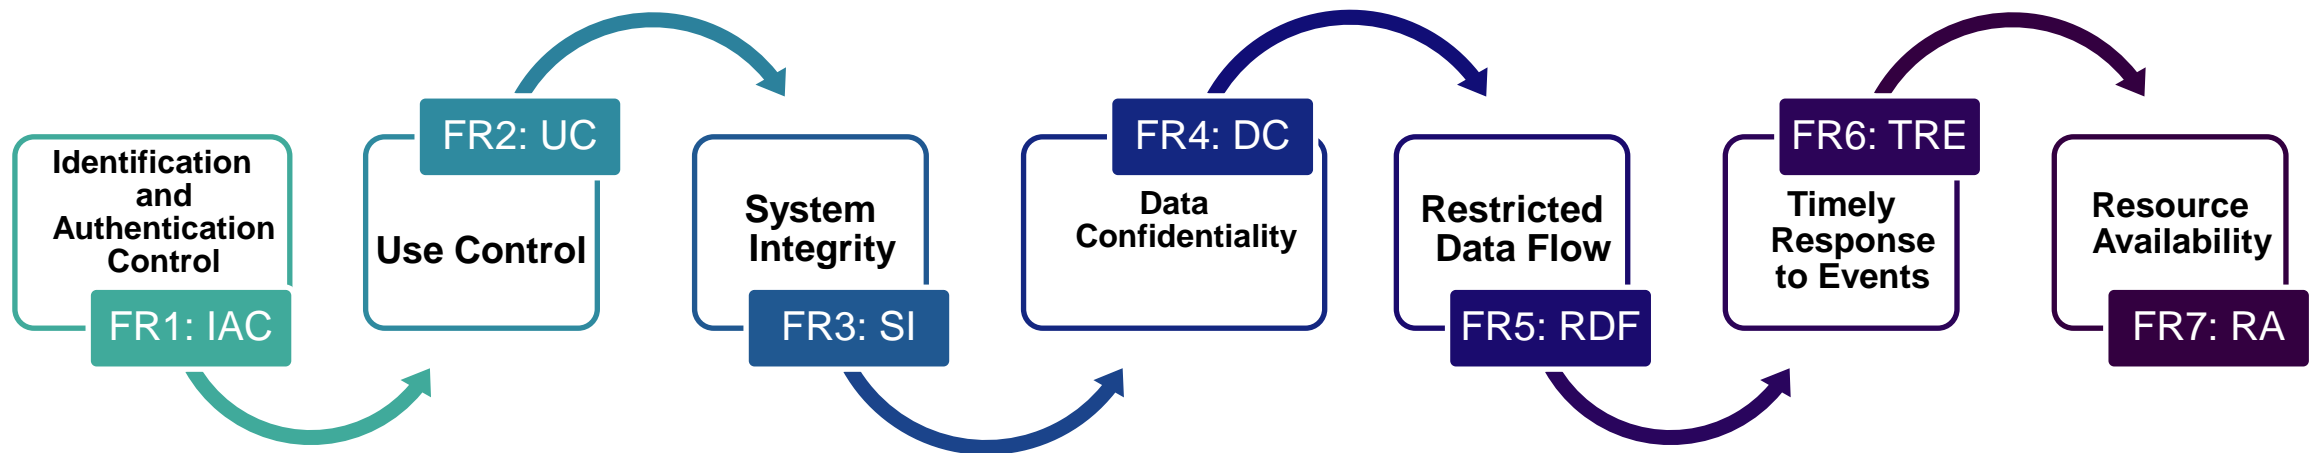 Identification
and
Authentication
Control
FR1: IAC
FR2: UC
Use Control
System
Integrity
FR3: SI
FR4: DC
Data
Confidentiality
Restricted
Data Flow
FR5: RDF
FR6: TRE
Timely
Response
to Events
Resource
Availability
FR7: RA